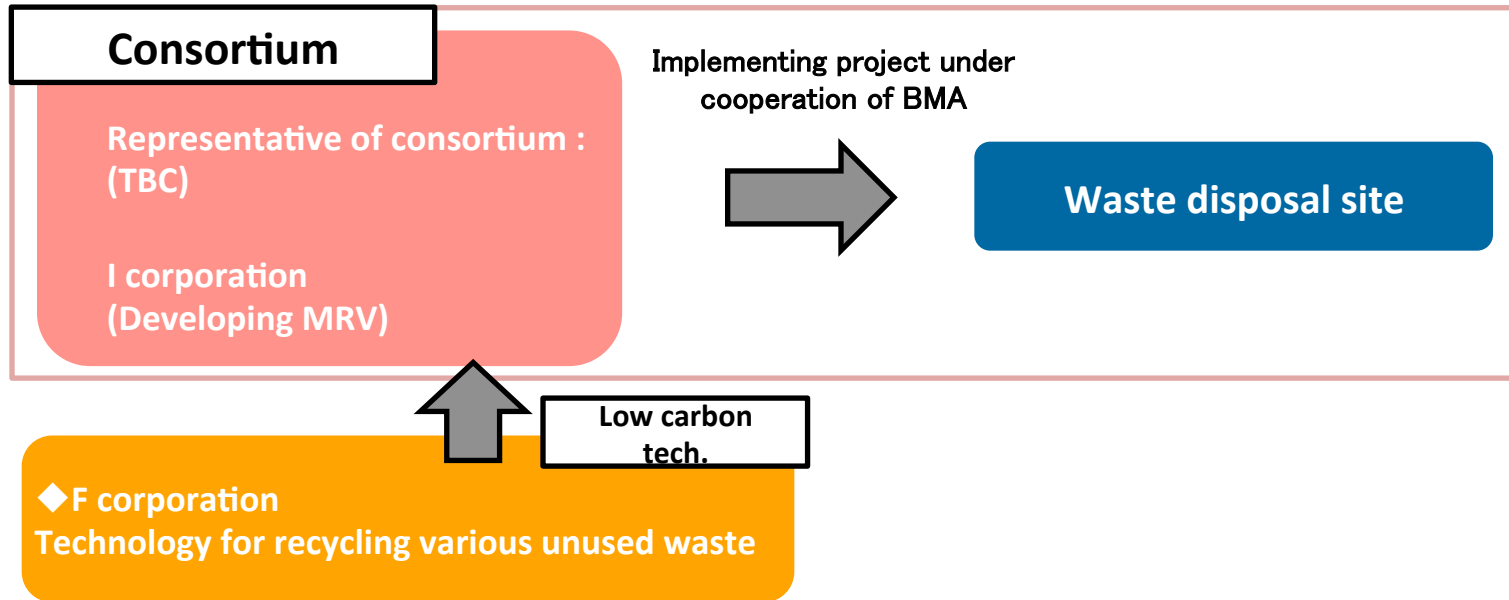 Consortium
Representative of consortium :
(TBC)
I corporation
(Developing MRV)
Implementing project under
cooperation of BMA
Waste disposal site
Low carbon
tech.
◆F corporation
Technology for recycling various unused waste